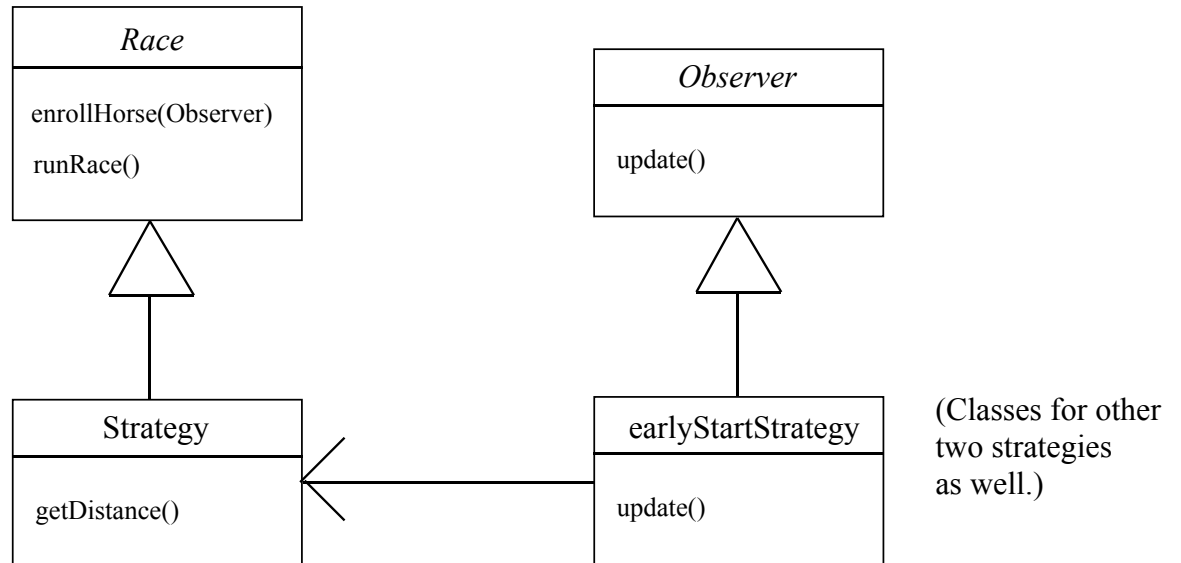 Race
enrollHorse(Observer)
runRace()
Observer
update()
Strategy
getDistance()
earlyStartStrategy
update()
(Classes for other
two strategies
as well.)